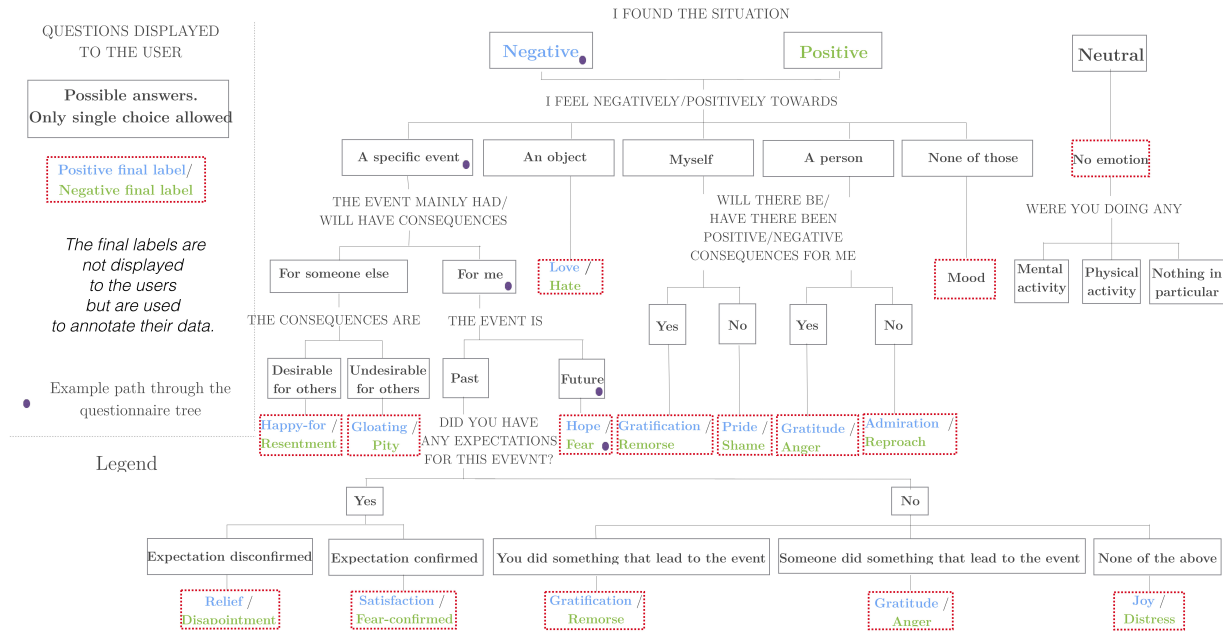 QUESTIONS DISPLAYED
TO THE USER
Possible answers.
Only single choice allowed
Positive final label/
Negative final label
The final labels are
not displayed
to the users
but are used
to annotate their data.
Example path through the
questionnaire tree
Legend
I FOUND THE SITUATION
Negative
Positive
Neutral
I FEEL NEGATIVELY/POSITIVELY TOWARDS
A specific event
An object
Myself
A person
None of those
No emotion
THE EVENT MAINLY HAD/
WILL HAVE CONSEQUENCES
WILL THERE BE/
HAVE THERE BEEN
POSITIVE/NEGATIVE
CONSEQUENCES FOR ME
WERE YOU DOING ANY
For someone else
For me
Love /
Hate
Mood
Mental
activity
Physical
activity
Nothing in
particular
THE CONSEQUENCES ARE
THE EVENT IS
Yes
No
Yes
No
Desirable
for others
Undesirable
for others
Past
Future
Happy-for /
Resentment
Gloating /
Pity
DID YOU HAVE
ANY EXPECTATIONS
FOR THIS EVEVNT?
Hope /
Fear
Gratification /
Remorse
Pride /
Shame
Gratitude /
Anger
Admiration /
Reproach
Yes
No
Expectation disconfirmed
Expectation confirmed
You did something that lead to the event
Someone did something that lead to the event
None of the above
Relief /
Disapointment
Satisfaction /
Fear-confirmed
Gratification /
Remorse
Gratitude /
Anger
Joy /
Distress